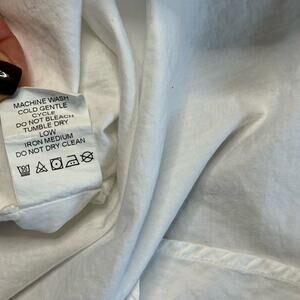 MACHINE WASH
COLD GENTLE
CYCLE
DO NOT BLEACH
TUMBLE DRY
LOW
IRON MEDIUM
DO NOT DRY CLEAN